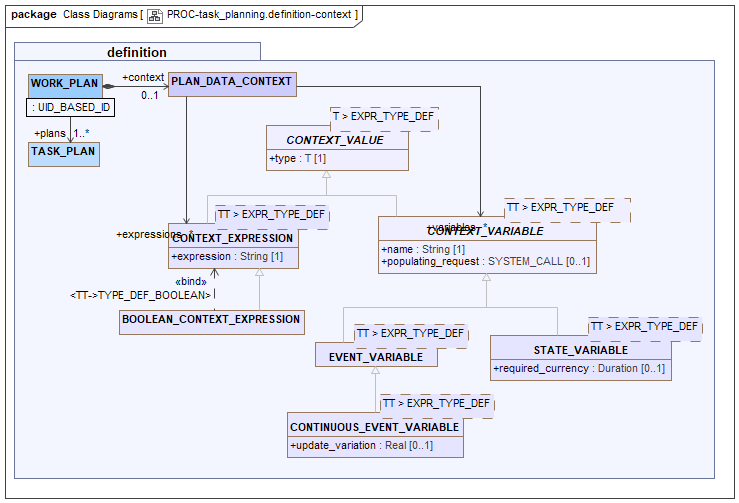 package Class Diagrams [ PROC-task_planning.definition-context ]
definition
WORK_PLAN
+context
PLAN_DATA_CONTEXT
0..1
: UID_BASED_ID
+plans 1..*
TASK_PLAN
T > EXPR_TYPE_DEF
CONTEXT_VALUE
+type : T [1]
TT > EXPR_TYPE_DEF
TT > EXPR_TYPE_DEF
+expressions *
CONTEXT_EXPRESSION
+expression : String [1]
+variables *
CONTEXT_VARIABLE
+name : String [1]
+populating_request : SYSTEM_CALL [0..1]
«bind»
<TT->TYPE_DEF_BOOLEAN>
BOOLEAN_CONTEXT_EXPRESSION
TT > EXPR_TYPE_DEF
EVENT_VARIABLE
TT > EXPR_TYPE_DEF
STATE_VARIABLE
+required_currency : Duration [0..1]
TT > EXPR_TYPE_DEF
CONTINUOUS_EVENT_VARIABLE
+update_variation : Real [0..1]